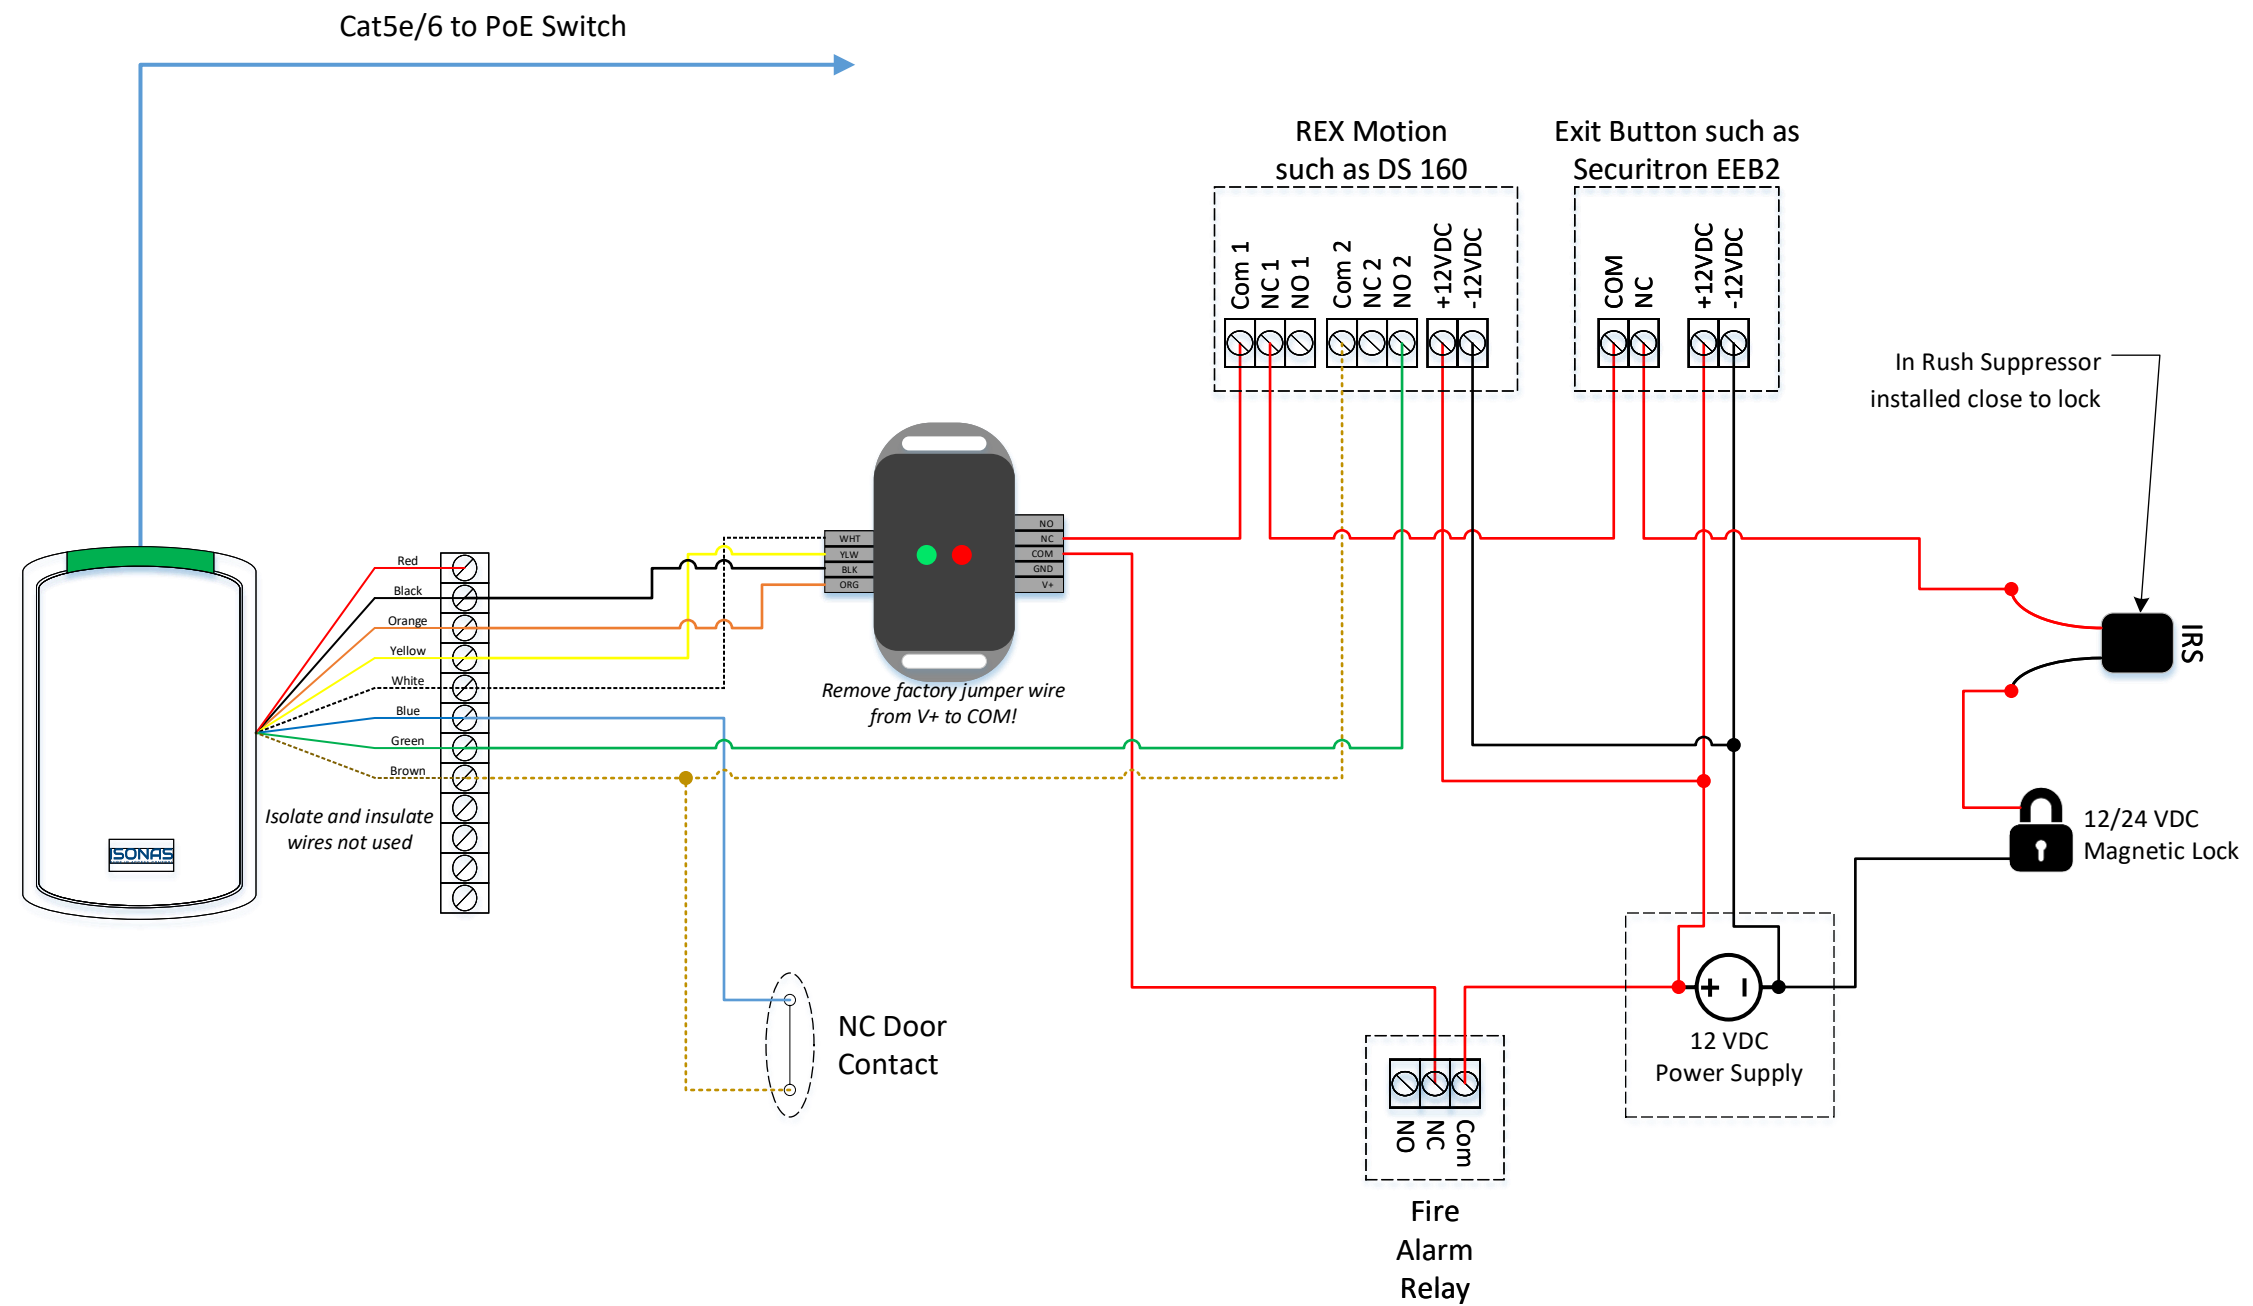 Cat5e/6 to PoE Switch
REX Motion
such as DS 160
Exit Button such as
Securitron EEB2
Com 1
NC 1
NO 1
Com 2
NC 2
NO 2
+12VDC
-12VDC
COM
NC
+12VDC
-12VDC
In Rush Suppressor
installed close to lock
WHT
YLW
BLK
ORG
NO
NC
COM
GND
V+
Red
Black
Orange
Yellow
White
Blue
Green
Brown
Isolate and insulate
wires not used
Remove factory jumper wire
from V+ to COM!
IRS
12/24 VDC
Magnetic Lock
ISONAS
NC Door
Contact
+
-
12 VDC
Power Supply
NO
NC
Com
Fire
Alarm
Relay